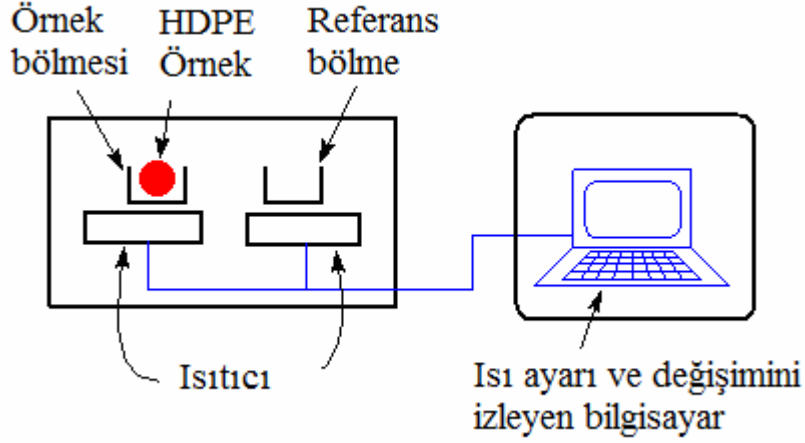 Örnek
bölmesi
HDPE
Örnek
Referans
bölme
Isıtıcı
Isı ayarı ve değişimini
izleyen bilgisayar